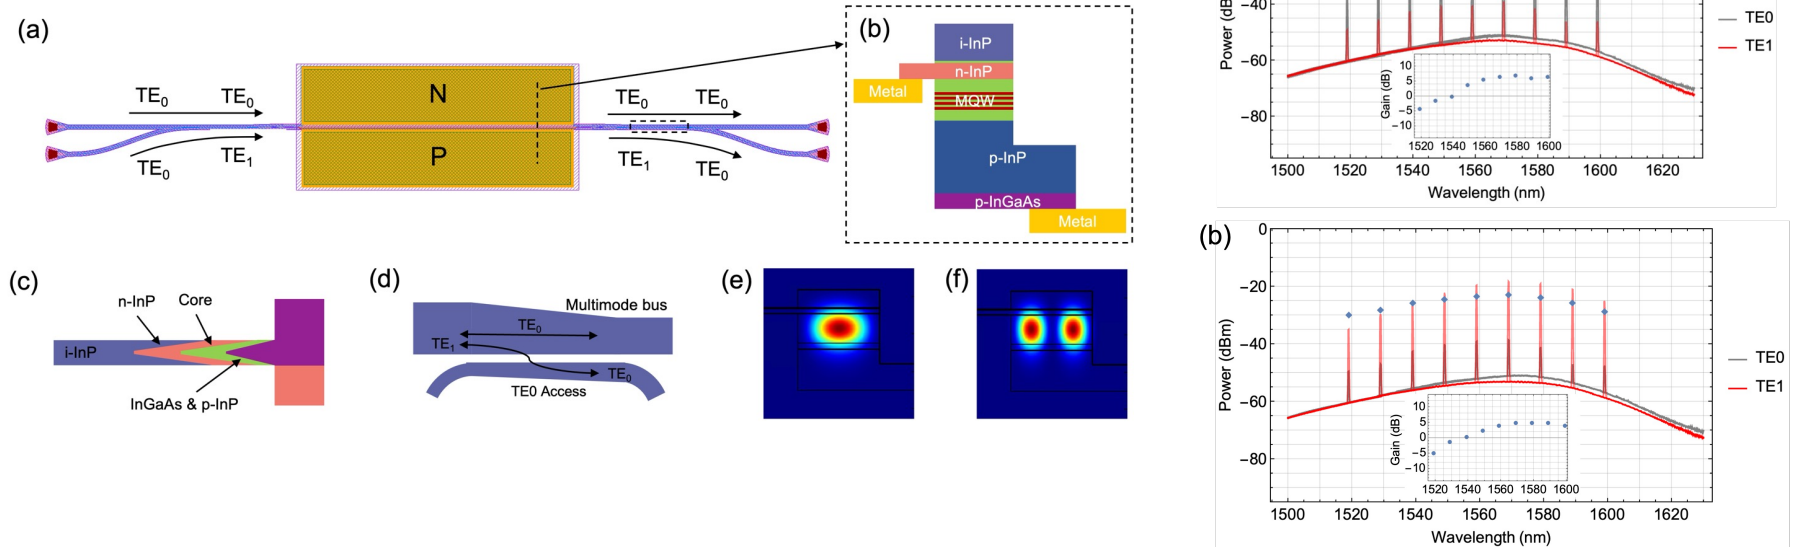 (a)
TE0 TE0
TE0 TE1
N
P
TE0 TE0
TE1 TE0
(b)
i-InP
n-InP
Metal
MQW
p-InP
p-InGaAs
Metal
(c)
n-InP Core
i-InP
InGaAs & p-InP
(d)
Multimode bus
TE0
TE1
TE0
TE0 Access
(e)
(f)
Power (dB
−40
−60
−80
TE0
TE1
Gain (dB)
10
5
0
−5
−10
1520 1540 1560 1580 1600
1500 1520 1540 1560 1580 1600 1620
Wavelength (nm)
(b)
Power (dBm)
0
−20
−40
−60
−80
TE0
TE1
Gain (dB)
10
5
0
−5
−10
1520 1540 1560 1580 1600
1500 1520 1540 1560 1580 1600 1620
Wavelength (nm)